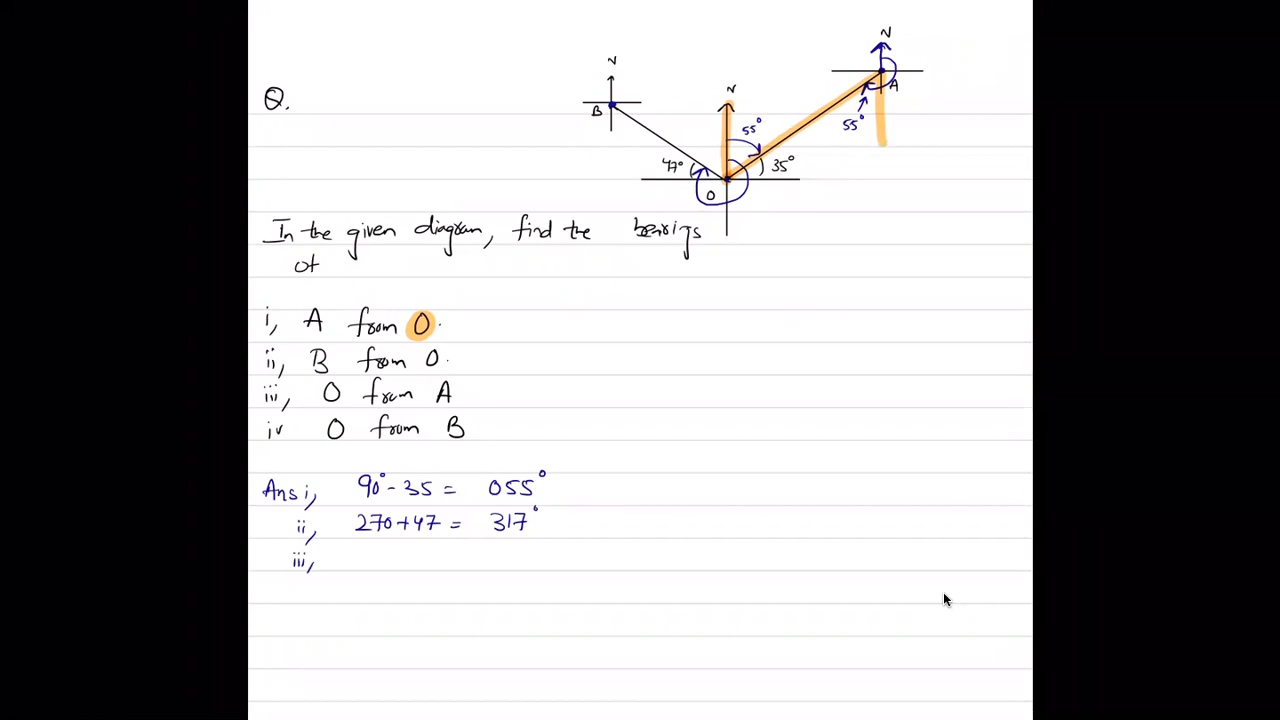 N
N
N
B
A
55°
55°
47°
35°
O
Q.
In the given diagram, find the bearings
of
i, A from O.
ii, B from O.
iii, O from A
iv O from B
Ans i, 90° - 35 = 055°
ii, 270 + 47 = 317°
iii,